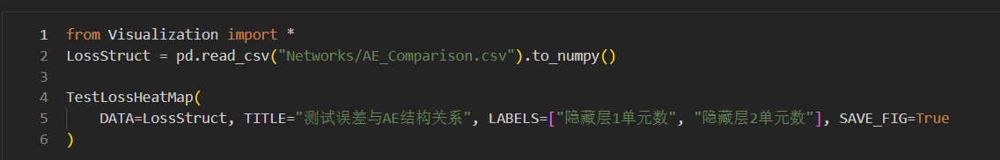 1 from Visualization import *
2 LossStruct = pd.read_csv("Networks/AE_Comparison.csv").to_numpy()
3
4 TestLossHeatMap(
5     DATA=LossStruct, TITLE="测试误差与AE结构关系", LABELS=["隐藏层1单元数", "隐藏层2单元数"], SAVE_FIG=True
6 )